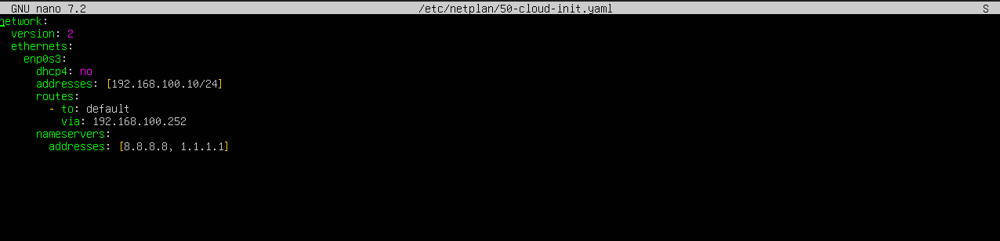 GNU nano 7.2 /etc/netplan/50-cloud-init.yaml S
network:
  version: 2
  ethernets:
    enp0s3:
      dhcp4: no
      addresses: [192.168.100.10/24]
      routes:
        - to: default
          via: 192.168.100.252
      nameservers:
        addresses: [8.8.8.8, 1.1.1.1]